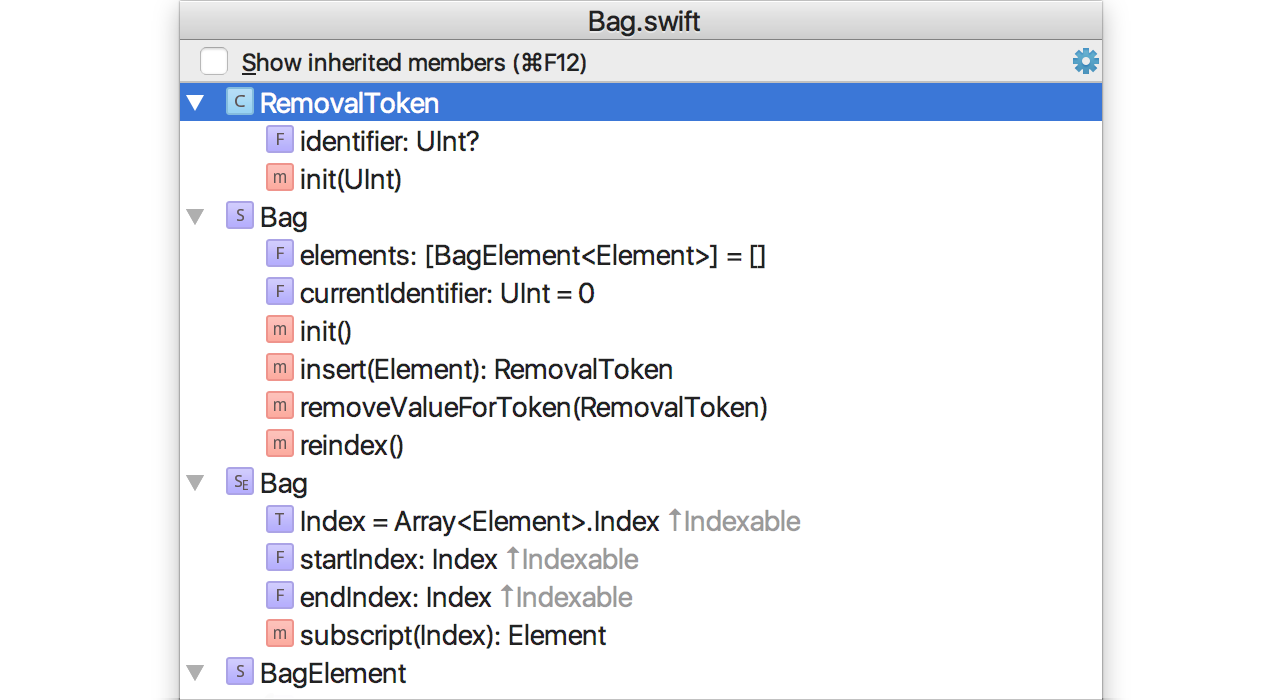 Bag.swift
Show inherited members (⌘F12)
C RemovalToken
F identifier: UInt?
m init(UInt)
S Bag
F elements: [BagElement<Element>] = []
F currentIdentifier: UInt = 0
m init()
m insert(Element): RemovalToken
m removeValueForToken(RemovalToken)
m reindex()
SE Bag
T Index = Array<Element>.Index ↑Indexable
F startIndex: Index ↑Indexable
F endIndex: Index ↑Indexable
m subscript(Index): Element
S BagElement